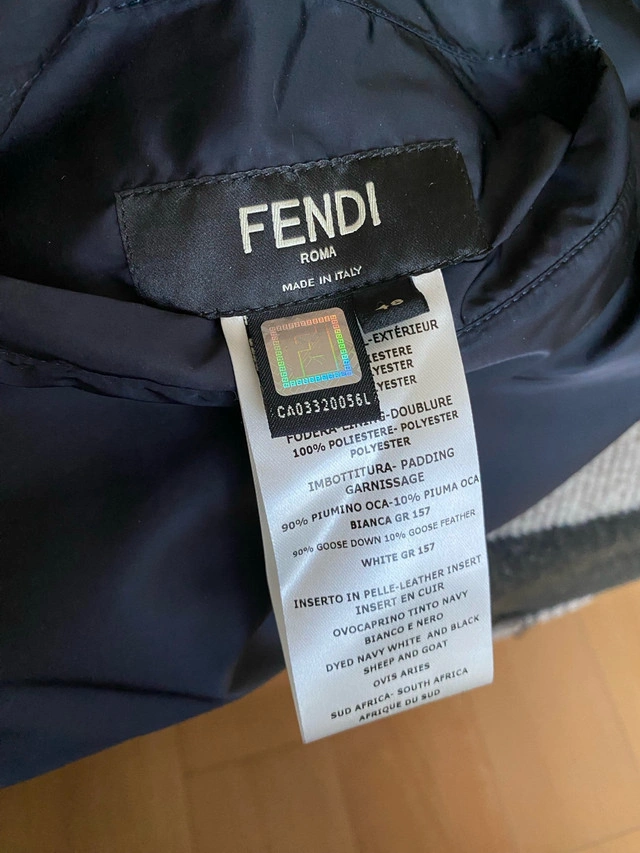 FENDI
ROMA
MADE IN ITALY
48
CA03320056L
-EXTÉRIEUR
IESTERE
YESTER
YESTER
FODERA-LINING-DOUBLURE
100% POLIESTERE- POLYESTER
POLYESTER
IMBOTTITURA- PADDING
GARNISSAGE
90% PIUMINO OCA-10% PIUMA OCA
BIANCA GR 157
90% GOOSE DOWN 10% GOOSE FEATHER
WHITE GR 157
INSERTO IN PELLE-LEATHER INSERT
INSERT EN CUIR
OVOCAPRINO TINTO NAVY
BIANCO E NERO
DYED NAVY WHITE AND BLACK
SHEEP AND GOAT
OVIS ARIES
SUD AFRICA- SOUTH AFRICA
AFRIQUE DU SUD